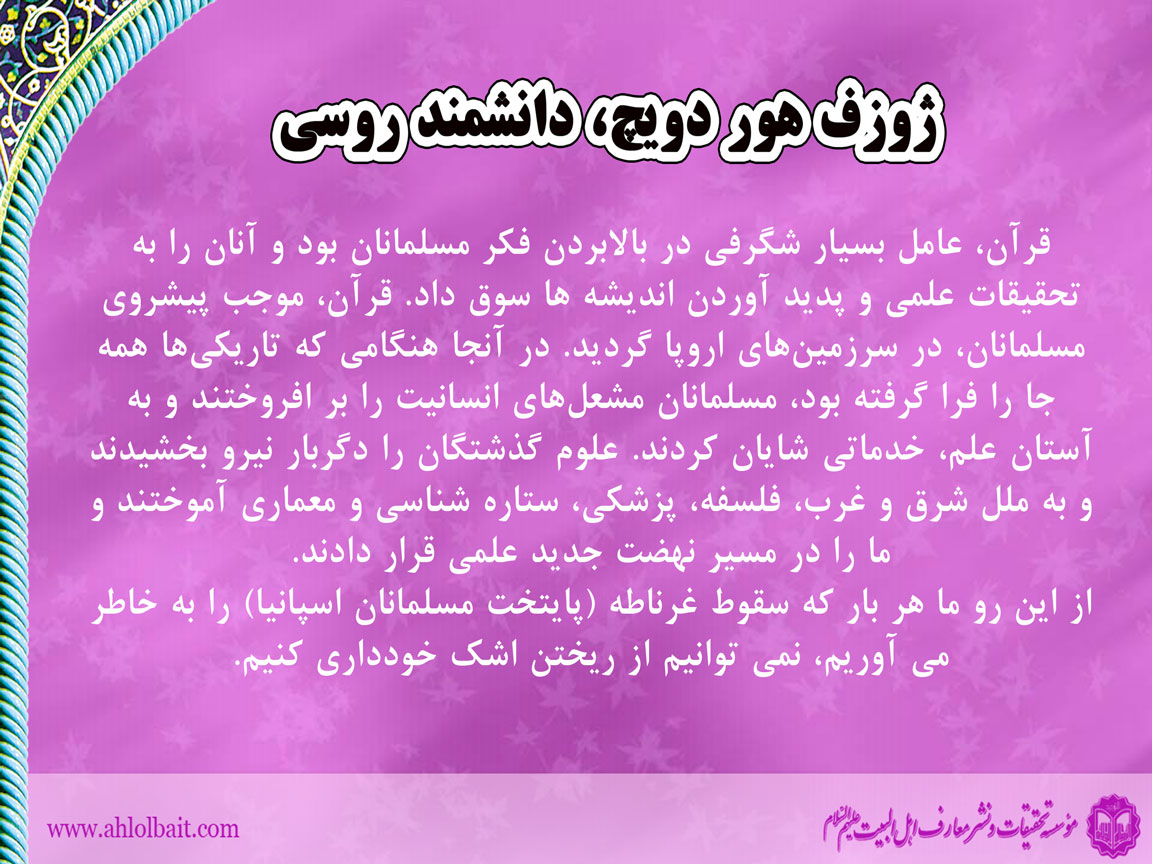 ژوزف هور دویچ، دانشمند روسی
قرآن، عامل بسیار شگرفی در بالابردن فکر مسلمانان بود و آنان را به
تحقیقات علمی و پدید آوردن اندیشه ها سوق داد. قرآن، موجب پیشروی
مسلمانان، در سرزمین‌های اروپا گردید. در آنجا هنگامی که تاریکی‌ها همه
جا را فرا گرفته بود، مسلمانان مشعل‌های انسانیت را بر افروختند و به
آستان علم، خدماتی شایان کردند. علوم گذشتگان را دگربار نیرو بخشیدند
و به ملل شرق و غرب، فلسفه، پزشکی، ستاره شناسی و معماری آموختند و
ما را در مسیر نهضت جدید علمی قرار دادند.
از این رو ما هر بار که سقوط غرناطه (پایتخت مسلمانان اسپانیا) را به خاطر
می آوریم، نمی توانیم از ریختن اشک خودداری کنیم.
مؤسسه تحقیقات و نشر معارف اهل البیت علیهم السلام
www.ahlolbait.com